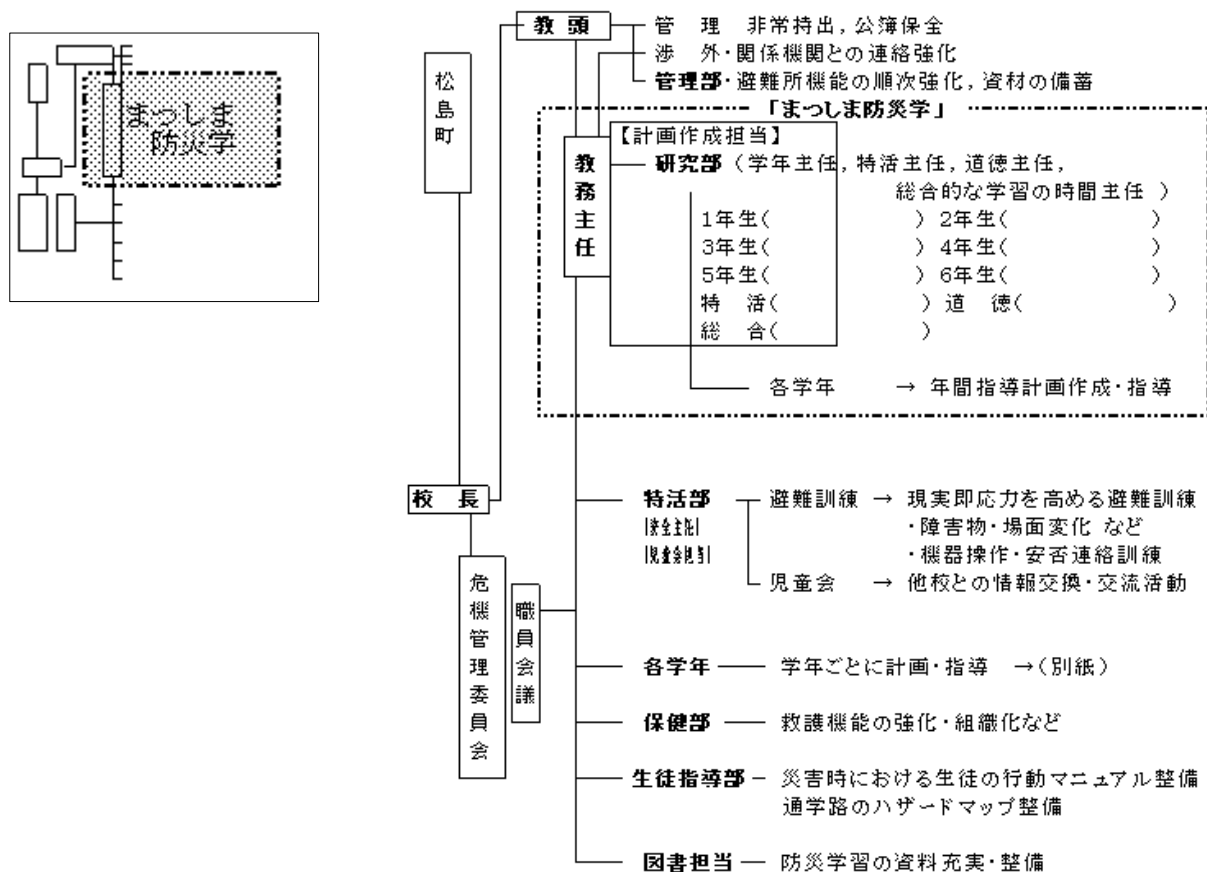 まつしま
防災学
教頭
管　理　非常持出，公簿保金
渉　外・関係機関との連絡強化
管理部・避難所機能の順次強化，資材の備蓄
松島町
「まつしま防災学」
教務主任
【計画作成担当】
研究部（学年主任，特活主任，道徳主任，
総合的な学習の時間主任 ）
1年生(　　　　　) 2年生(　　　　　)
3年生(　　　　　) 4年生(　　　　　)
5年生(　　　　　) 6年生(　　　　　)
特　活(　　　　　) 道　徳(　　　　　)
総　合(　　　　　)
各学年　→ 年間指導計画作成・指導
校長
危機管理委員会
職員会議
特活部
避難訓練 → 現実即応力を高める避難訓練
・障害物・場面変化 など
・機器操作・安否連絡訓練
児童会 → 他校との情報交換・交流活動
各学年　学年ごとに計画・指導　→(別紙)
保健部　救護機能の強化・組織化など
生徒指導部　災害時における生徒の行動マニュアル整備
通学路のハザードマップ整備
図書担当　防災学習の資料充実・整備